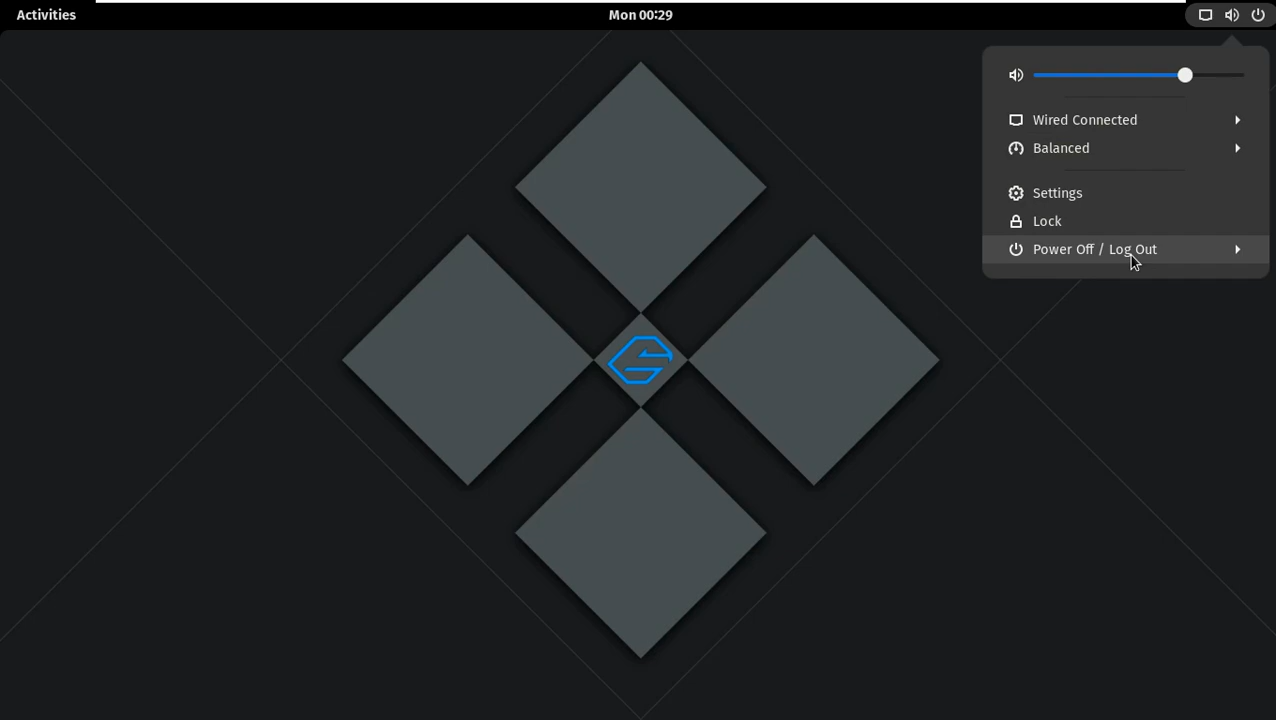 Activities
Mon 00:29
Wired Connected
Balanced
Settings
Lock
Power Off / Log Out